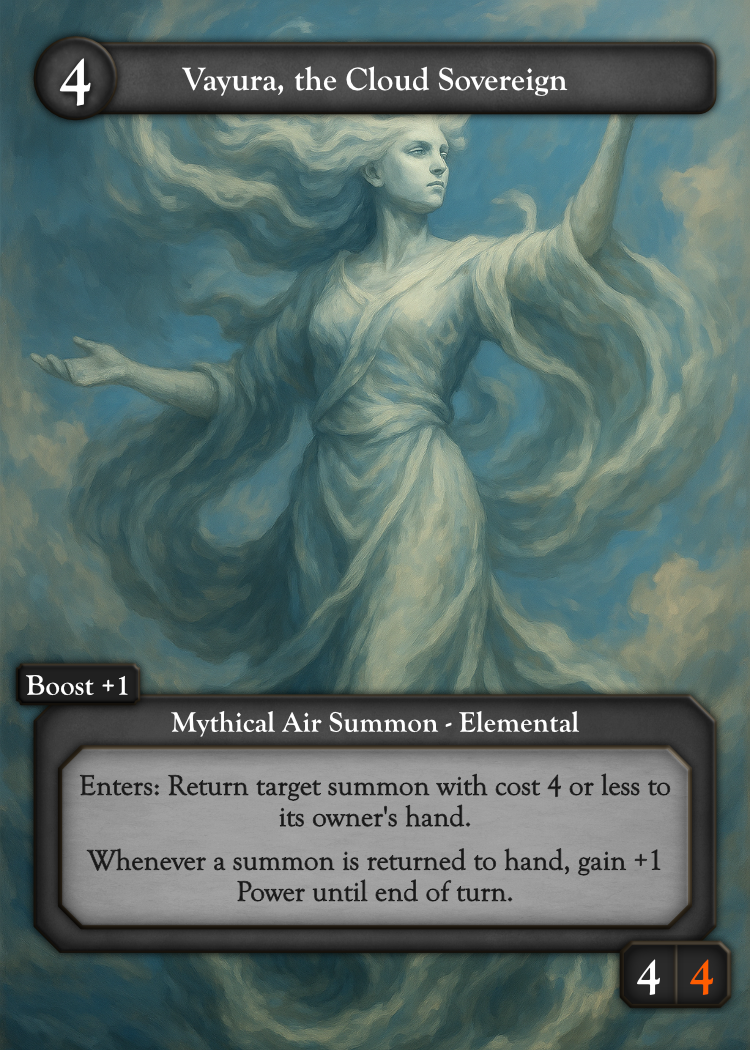 4
Vayura, the Cloud Sovereign
Boost +1
Mythical Air Summon - Elemental
Enters: Return target summon with cost 4 or less to
its owner's hand.
Whenever a summon is returned to hand, gain +1
Power until end of turn.
4 4